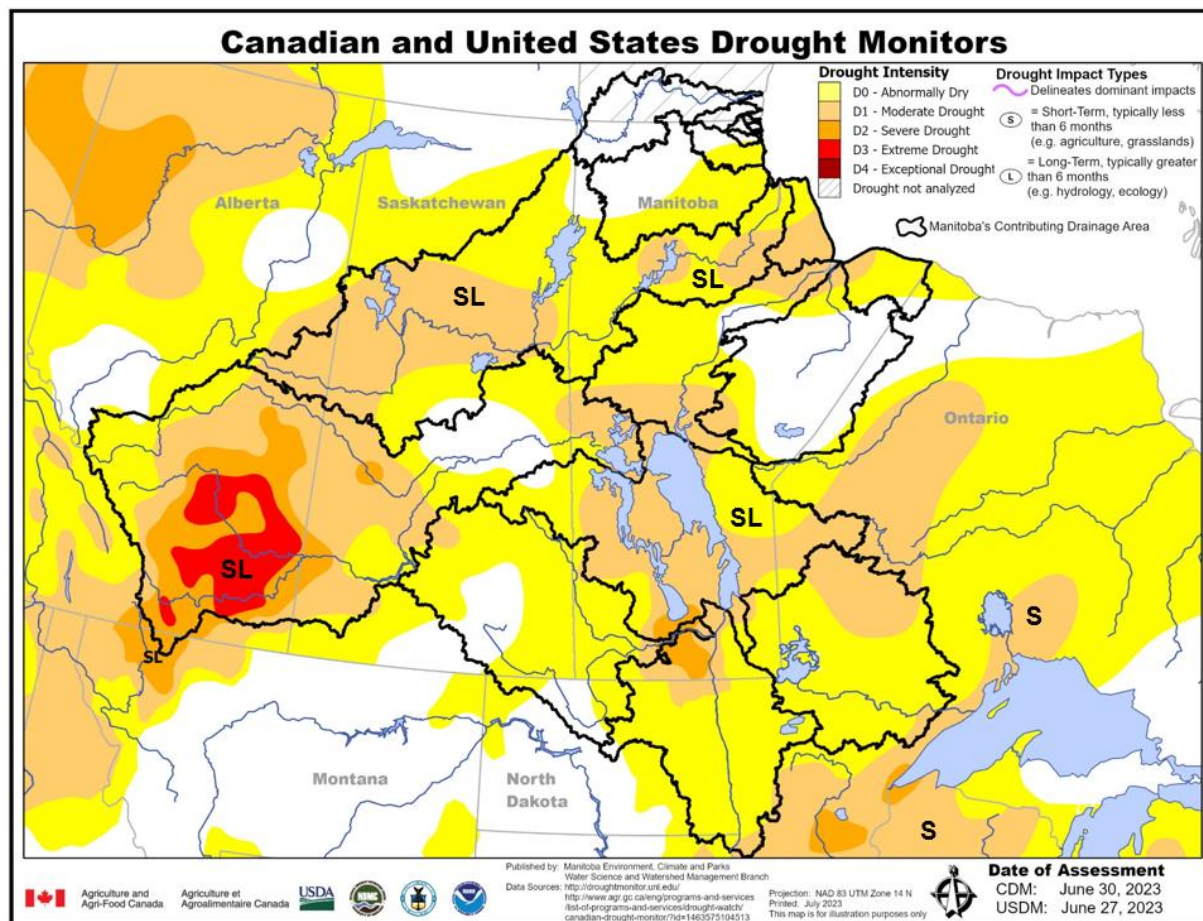 Canadian and United States Drought Monitors
Drought Intensity
D0 - Abnormally Dry
D1 - Moderate Drought
D2 - Severe Drought
D3 - Extreme Drought
D4 - Exceptional Drought
Drought not analyzed
Drought Impact Types
Delineates dominant impacts
S = Short-Term, typically less
than 6 months
(e.g. agriculture, grasslands)
L = Long-Term, typically greater
than 6 months
(e.g. hydrology, ecology)
Manitoba's Contributing Drainage Area
Alberta
Saskatchewan
Manitoba
SL
SL
Ontario
SL
SL
S
SL
Montana
North
Dakota
S
Agriculture and
Agri-Food Canada
Agriculture et
Agroalimentaire Canada
USDA
NDMC
NOAA
Published by: Manitoba Environment, Climate and Parks
Water Science and Watershed Management Branch
Data Sources: http://droughtmonitor.unl.edu/
http://www.agr.gc.ca/eng/programs-and-services
/list-of-programs-and-services/drought-watch/
canadian-drought-monitor/?id=1463575104513
Projection: NAD 83 UTM Zone 14 N
Printed: July 2023
This map is for illustration purposes only
Date of Assessment
CDM: June 30, 2023
USDM: June 27, 2023